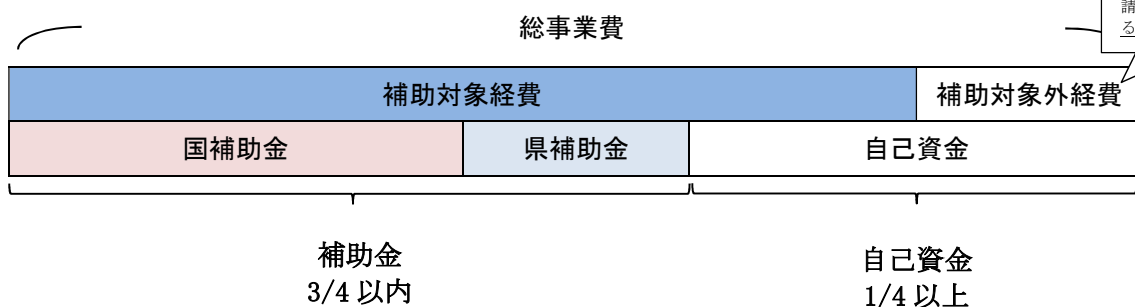 総事業費
請
る
補助対象経費
補助対象外経費
国補助金
県補助金
自己資金
補助金
3/4 以内
自己資金
1/4 以上